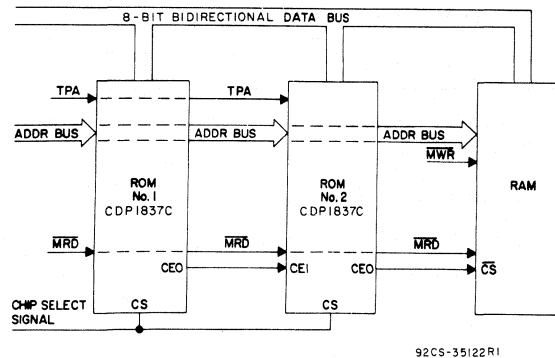 8-BIT BIDIRECTIONAL DATA BUS
TPA
TPA
ADDR BUS
ADDR BUS
ADDR BUS
MWR
ROM
No. 1
CDP1837C
ROM
No. 2
CDP1837C
RAM
MRD
MRD
MRD
CEO
CEI
CEO
CS
CS
CS
CHIP SELECT
SIGNAL
92CS-35122R1